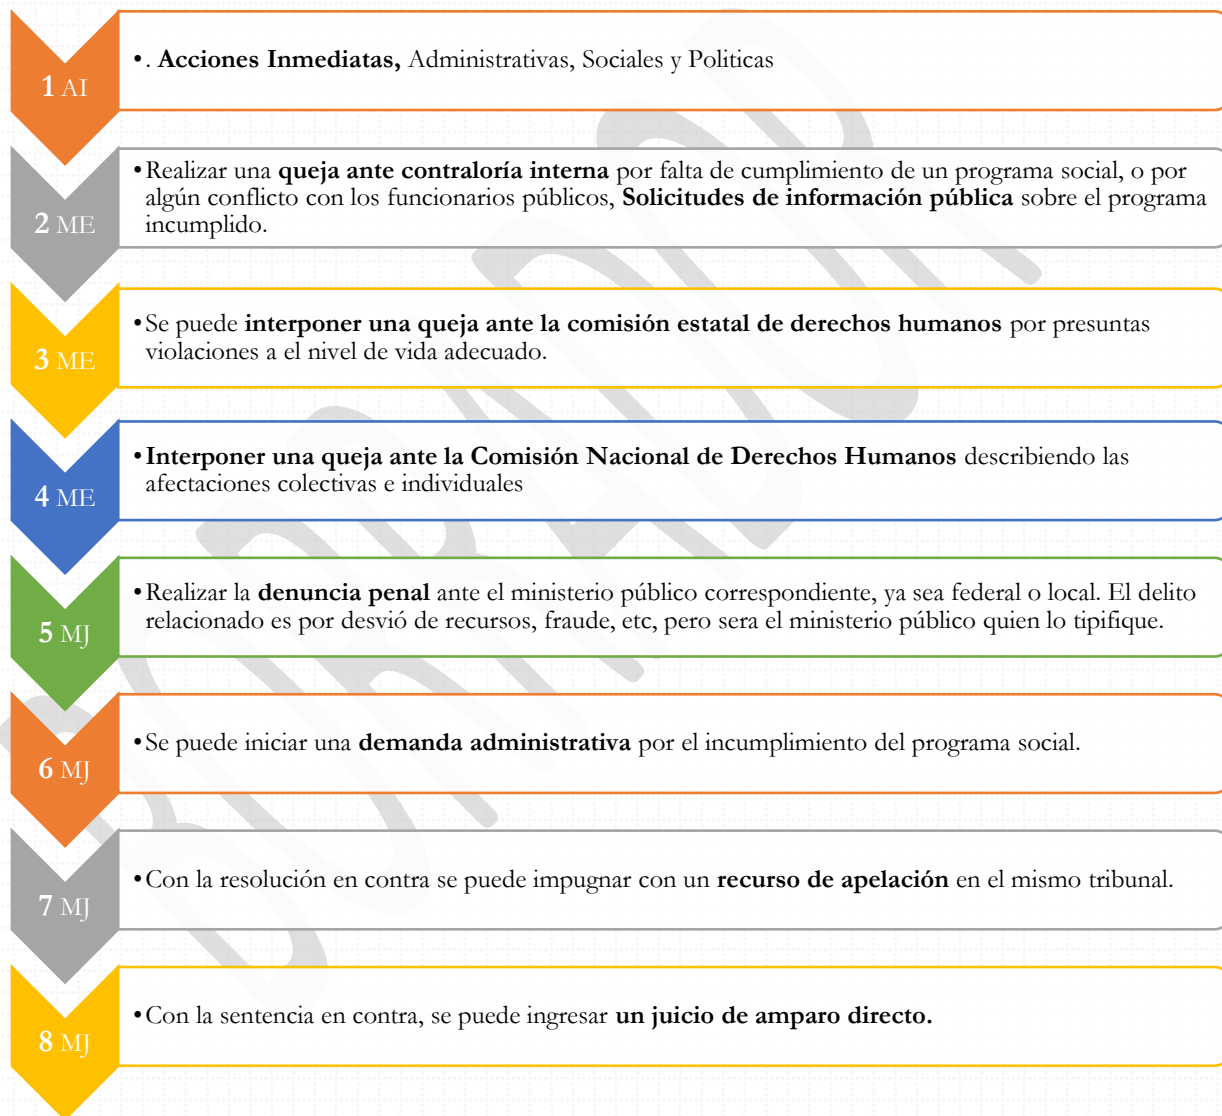 1 AI
•. Acciones Inmediatas, Administrativas, Sociales y Politicas
2 ME
•Realizar una queja ante contraloría interna por falta de cumplimiento de un programa social, o por
algún conflicto con los funcionarios públicos, Solicitudes de información pública sobre el programa
incumplido.
3 ME
•Se puede interponer una queja ante la comisión estatal de derechos humanos por presuntas
violaciones a el nivel de vida adecuado.
4 ME
•Interponer una queja ante la Comisión Nacional de Derechos Humanos describiendo las
afectaciones colectivas e individuales
5 MJ
•Realizar la denuncia penal ante el ministerio público correspondiente, ya sea federal o local. El delito
relacionado es por desvió de recursos, fraude, etc, pero sera el ministerio público quien lo tipifique.
6 MJ
•Se puede iniciar una demanda administrativa por el incumplimiento del programa social.
7 MJ
•Con la resolución en contra se puede impugnar con un recurso de apelación en el mismo tribunal.
8 MJ
•Con la sentencia en contra, se puede ingresar un juicio de amparo directo.
BORRADOR